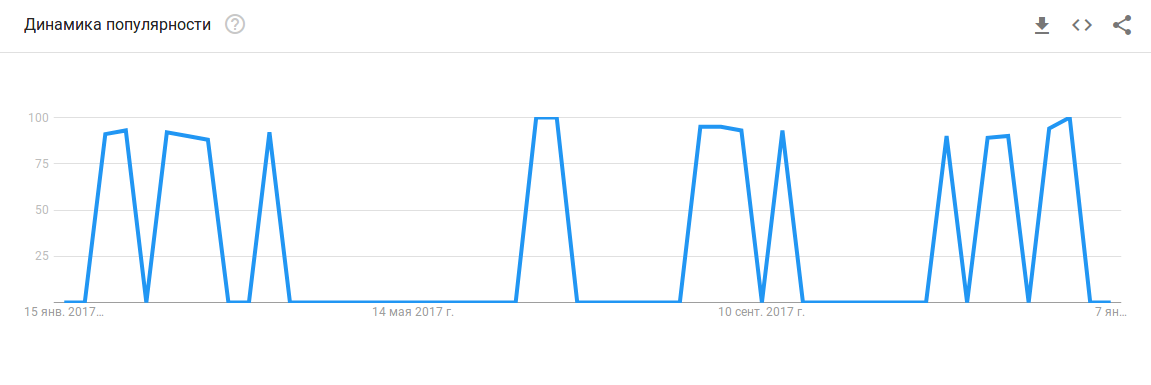 Динамика популярности ?
100
75
50
25
15 янв. 2017…
14 мая 2017 г.
10 сент. 2017 г.
7 ян…